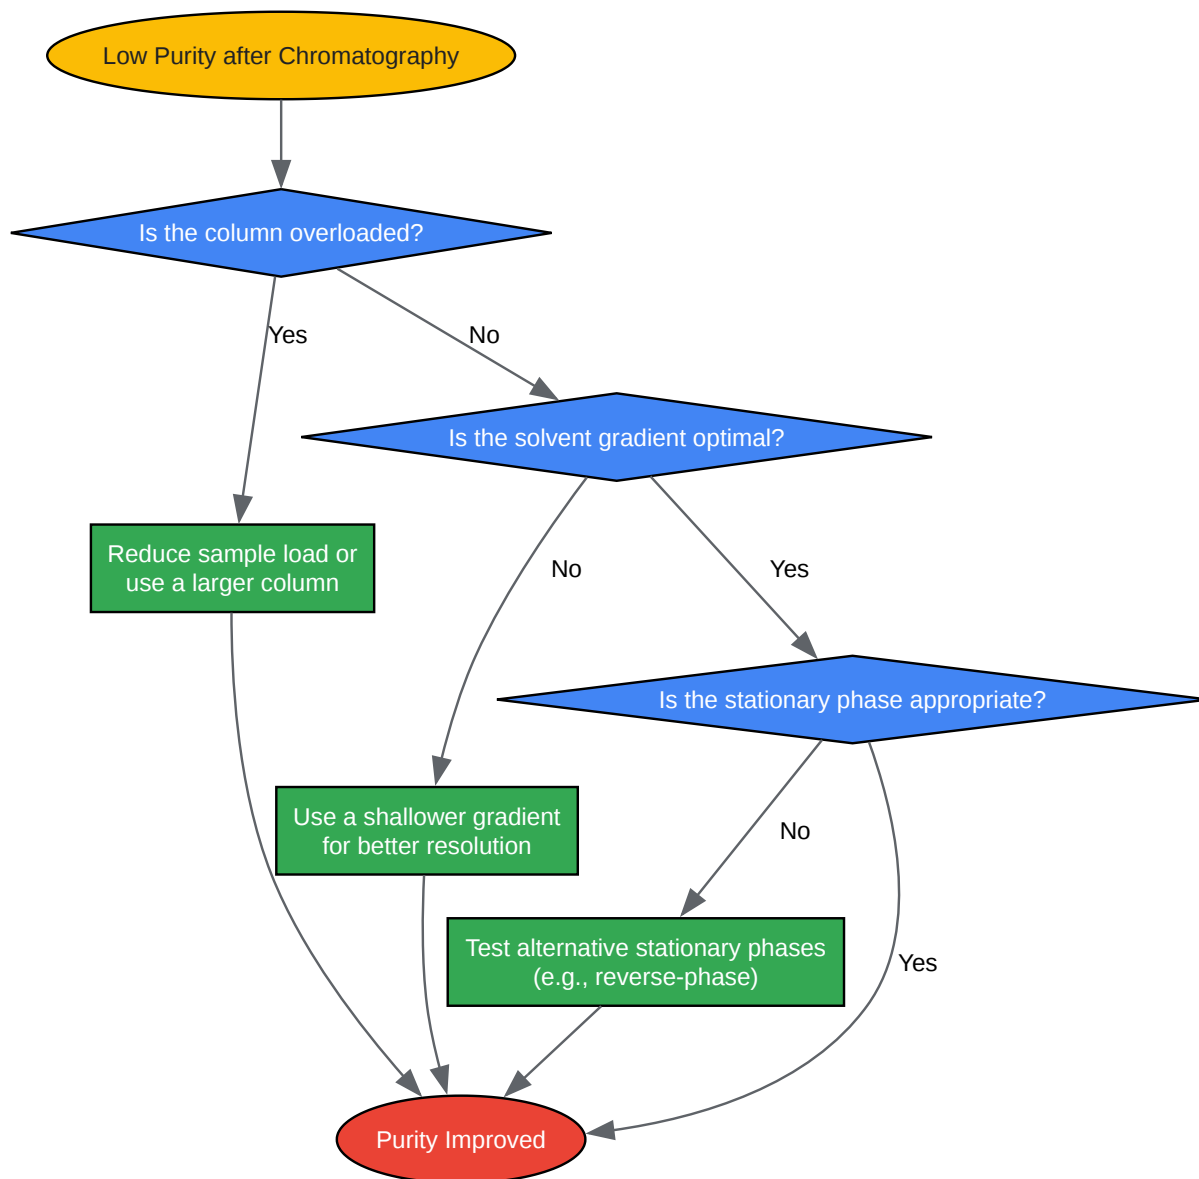 Low Purity after Chromatography
Is the column overloaded?
Yes
No
Is the solvent gradient optimal?
Reduce sample load or
use a larger column
No
Yes
Is the stationary phase appropriate?
Use a shallower gradient
for better resolution
No
Test alternative stationary phases
(e.g., reverse-phase)
Yes
Purity Improved